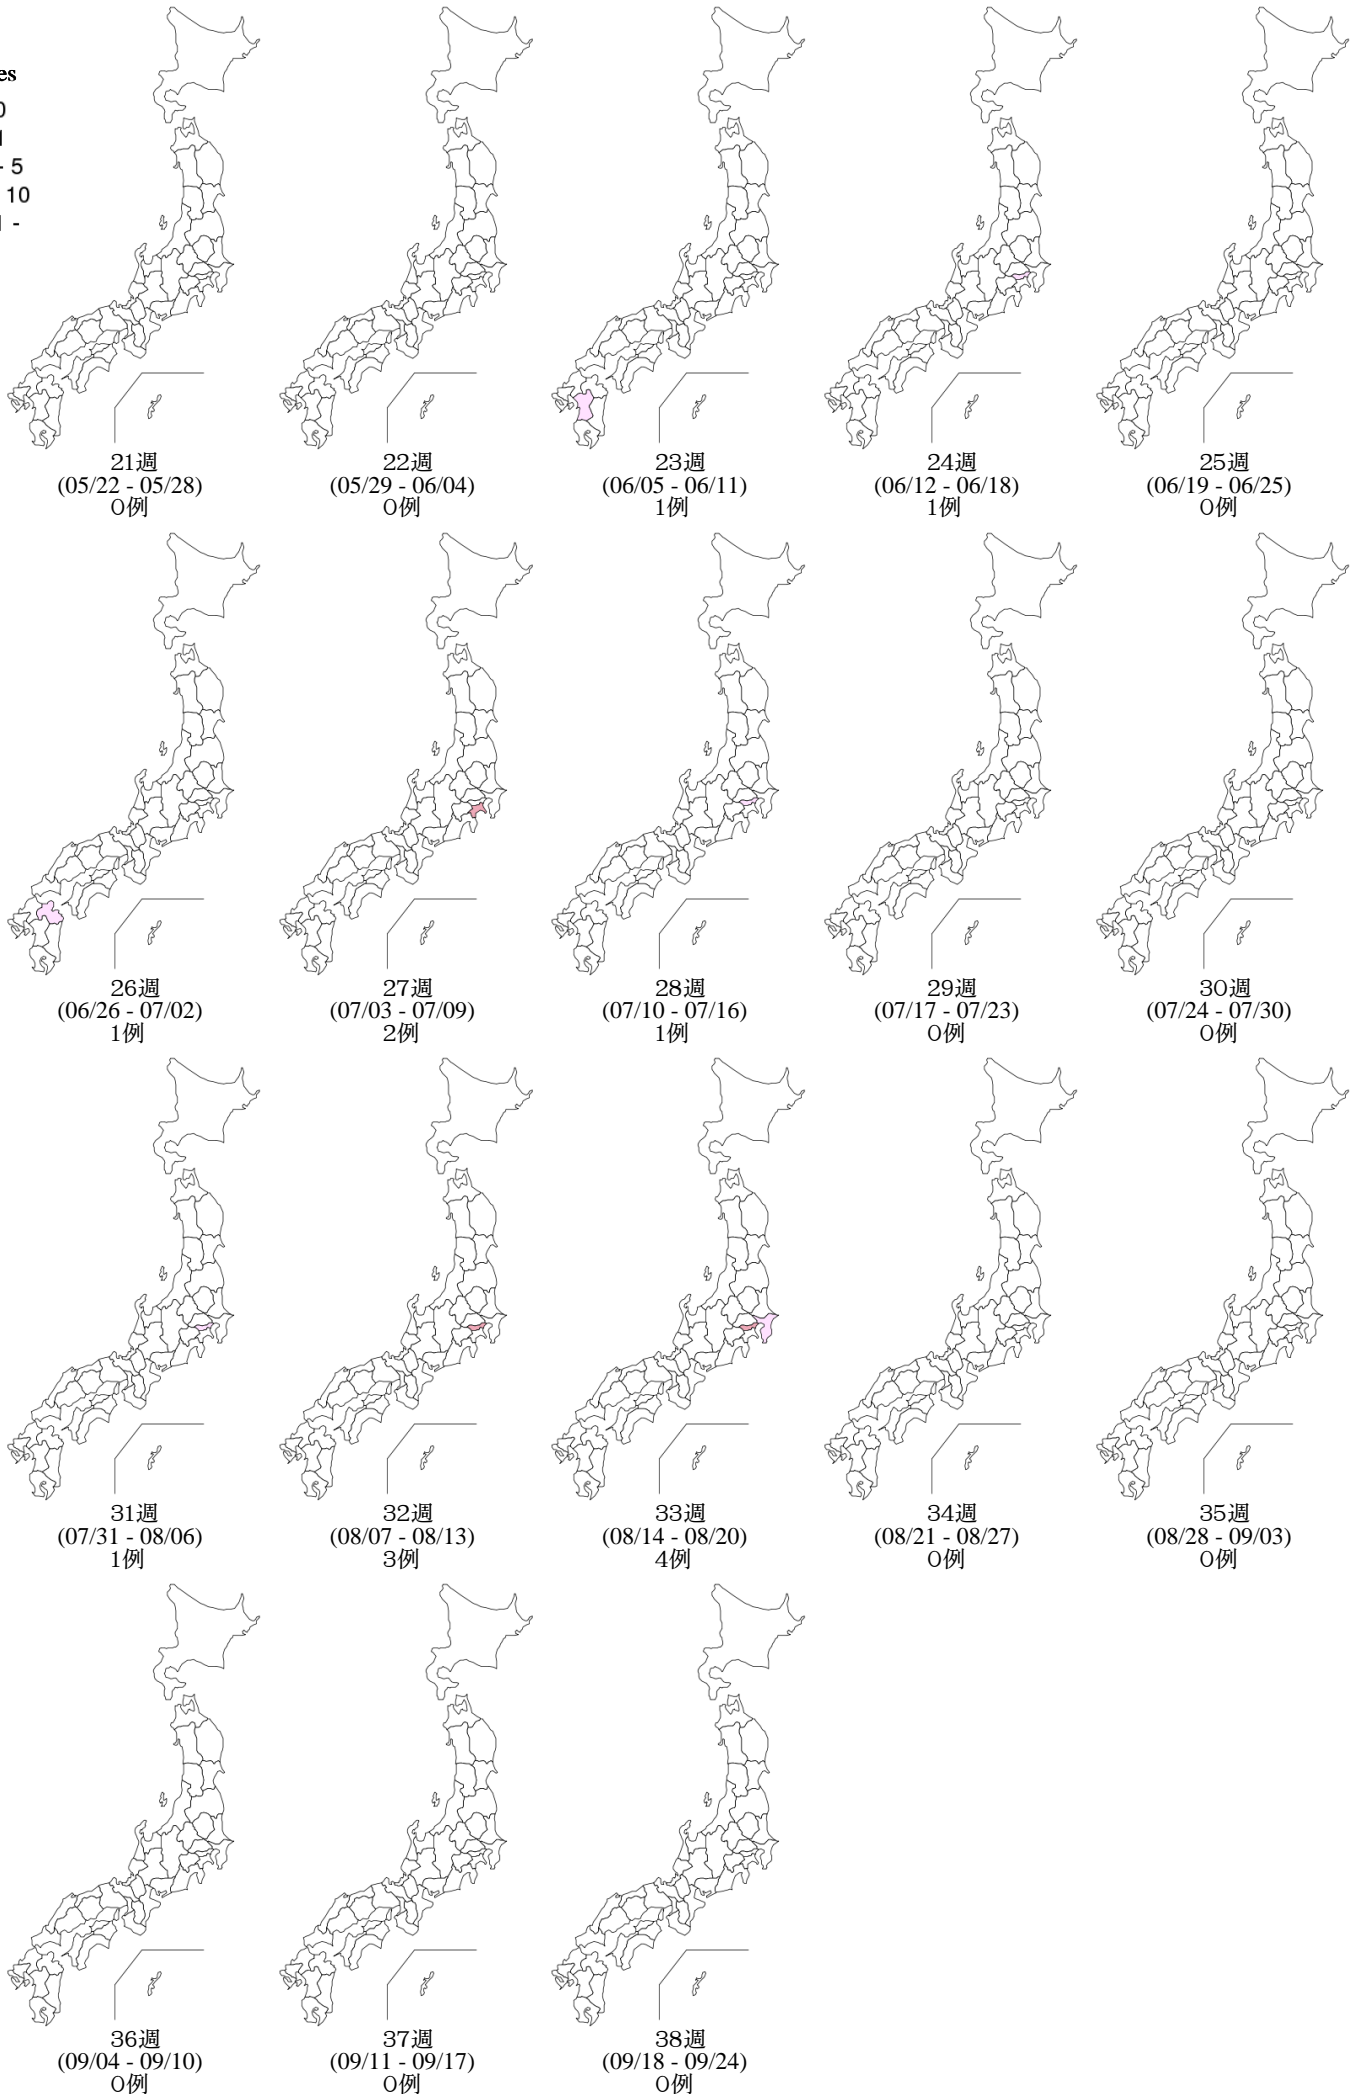 es
0
1
- 5
10
1 -
21週
(05/22 - 05/28)
0例
22週
(05/29 - 06/04)
0例
23週
(06/05 - 06/11)
1例
24週
(06/12 - 06/18)
1例
25週
(06/19 - 06/25)
0例
26週
(06/26 - 07/02)
1例
27週
(07/03 - 07/09)
2例
28週
(07/10 - 07/16)
1例
29週
(07/17 - 07/23)
0例
30週
(07/24 - 07/30)
0例
31週
(07/31 - 08/06)
1例
32週
(08/07 - 08/13)
3例
33週
(08/14 - 08/20)
4例
34週
(08/21 - 08/27)
0例
35週
(08/28 - 09/03)
0例
36週
(09/04 - 09/10)
0例
37週
(09/11 - 09/17)
0例
38週
(09/18 - 09/24)
0例